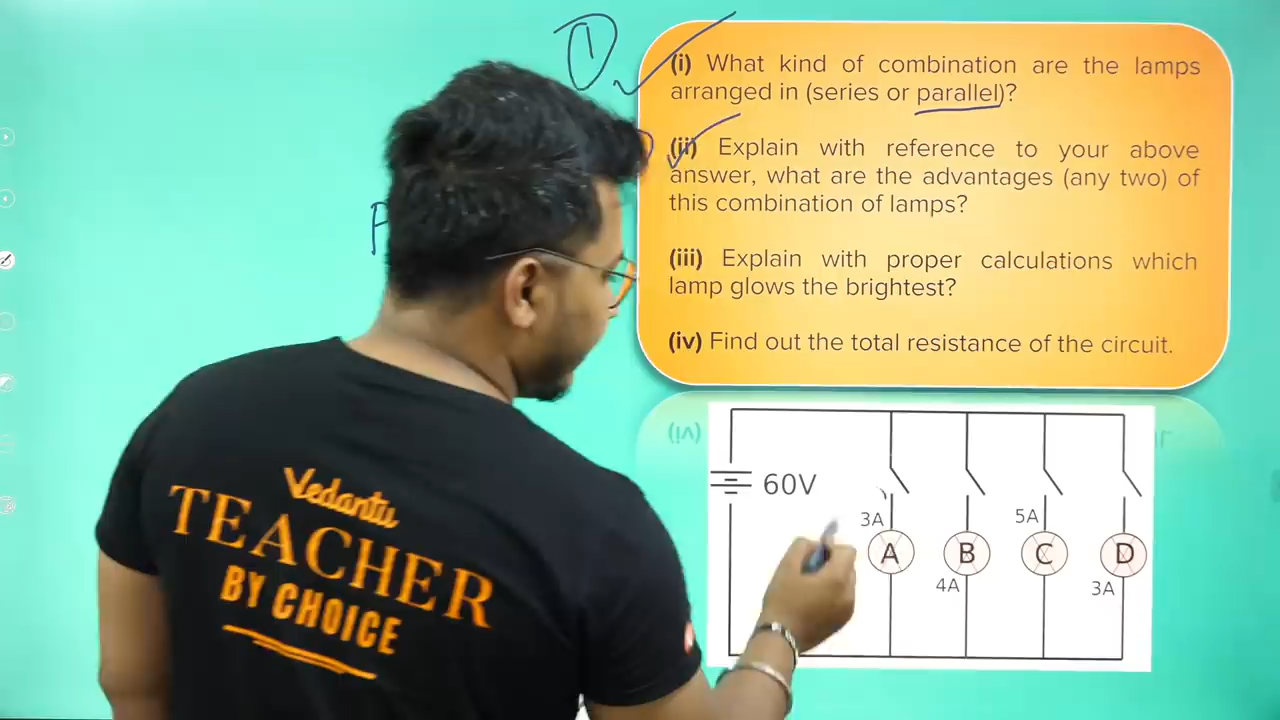 ①
(i) What kind of combination are the lamps
arranged in (series or parallel)?
(ii) Explain with reference to your above
answer, what are the advantages (any two) of
this combination of lamps?
(iii) Explain with proper calculations which
lamp glows the brightest?
(iv) Find out the total resistance of the circuit.
(iv)
60V
3A
5A
A
B
C
D
4A
3A
Vedantu
TEACHER
BY CHOICE